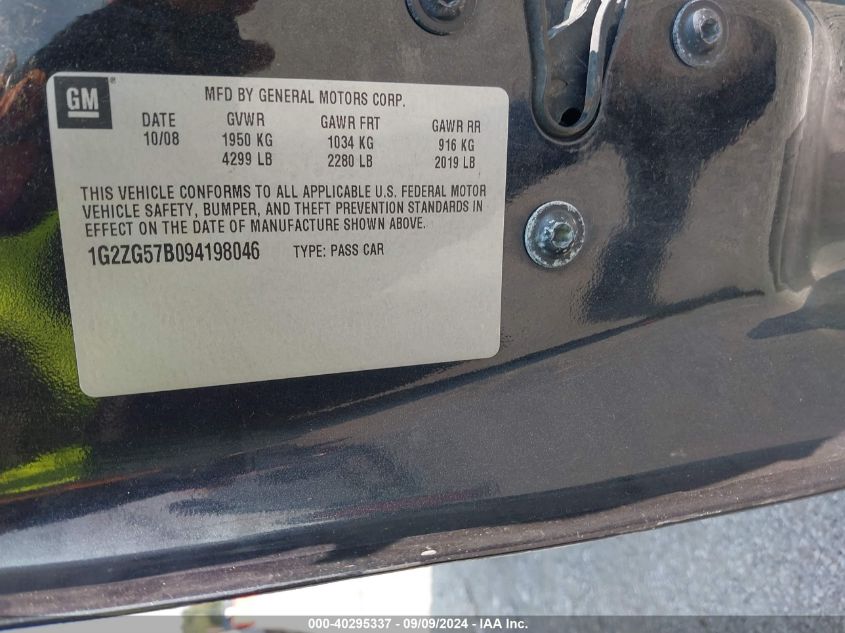 GM ®
MFD BY GENERAL MOTORS CORP.
DATE GVWR GAWR FRT GAWR RR
10/08 1950 KG 1034 KG 916 KG
4299 LB 2280 LB 2019 LB
THIS VEHICLE CONFORMS TO ALL APPLICABLE U.S. FEDERAL MOTOR
VEHICLE SAFETY, BUMPER, AND THEFT PREVENTION STANDARDS IN
EFFECT ON THE DATE OF MANUFACTURE SHOWN ABOVE.
1G2ZG57B094198046 TYPE: PASS CAR
000-40295337 - 09/09/2024 - IAA Inc.